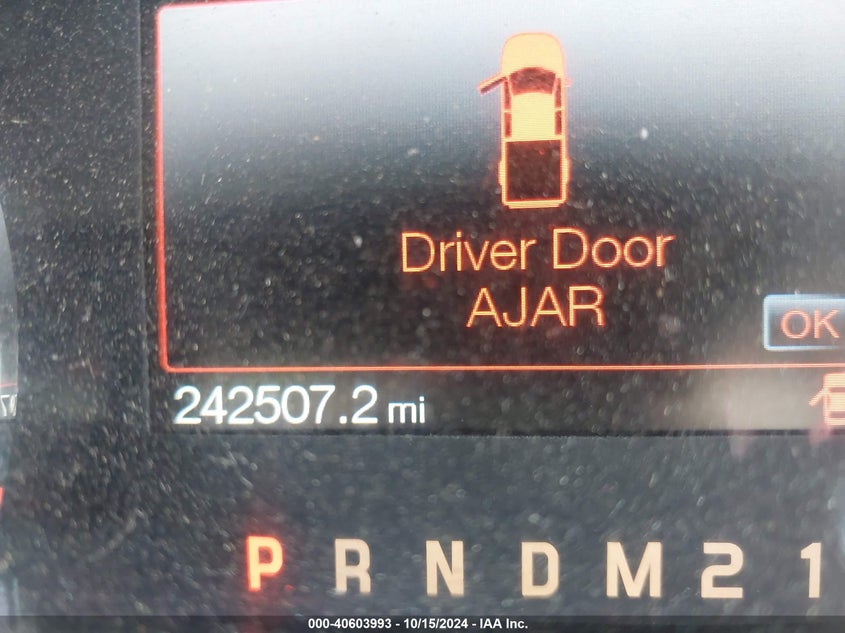 Driver Door
AJAR
OK
242507.2 mi
P R N D M 2 1
000-40603993 - 10/15/2024 - IAA Inc.